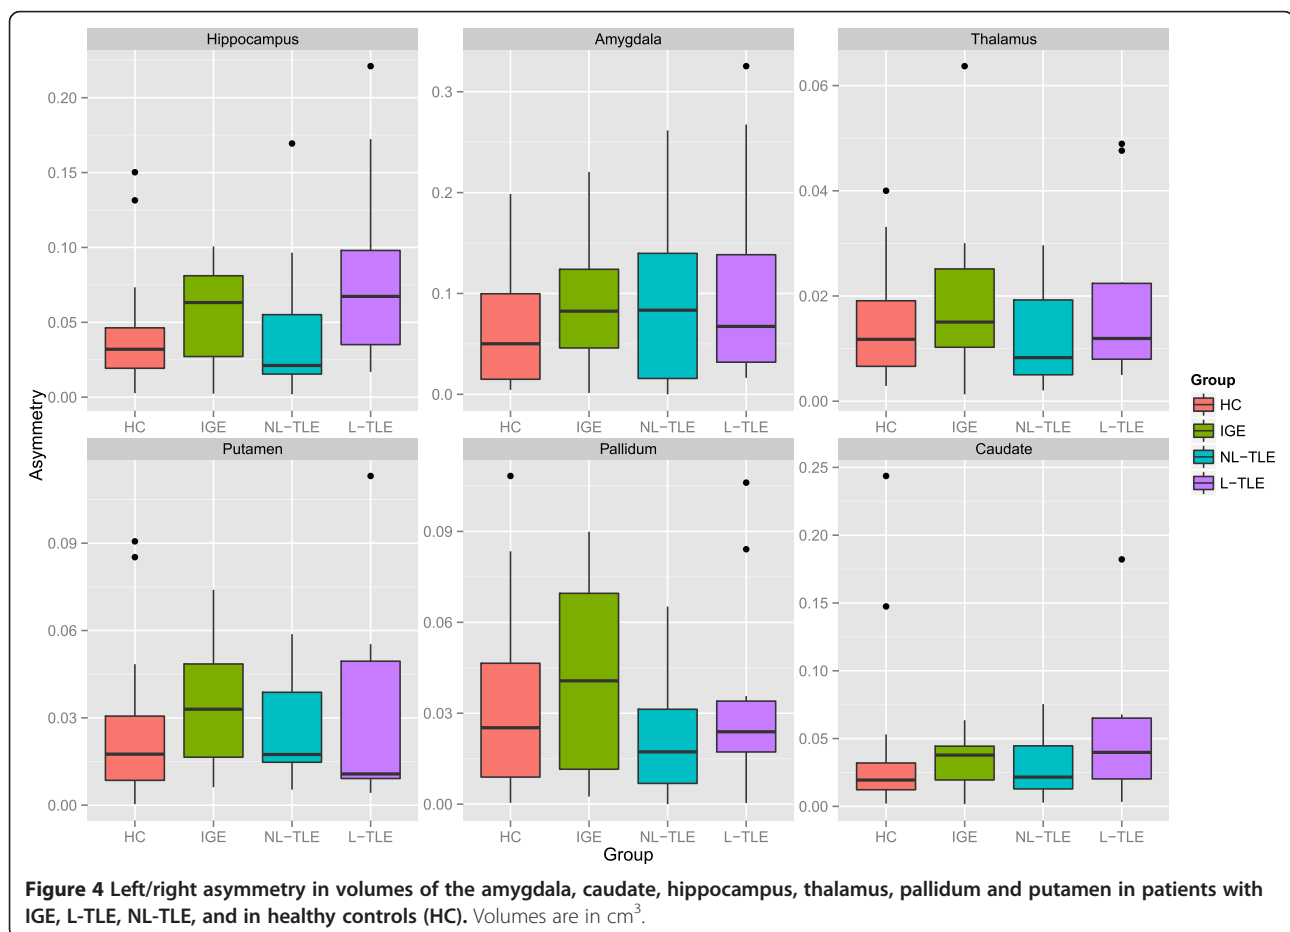 Hippocampus Amygdala Thalamus
0.20
0.15
0.10
0.05
0.00
0.3
0.2
0.1
0.0
0.06
0.04
0.02
0.00
HC IGE NL−TLE L−TLE HC IGE NL−TLE L−TLE HC IGE NL−TLE L−TLE
Asymmetry
Putamen Pallidum Caudate
0.09
0.06
0.03
0.00
0.09
0.06
0.03
0.00
0.25
0.20
0.15
0.10
0.05
0.00
HC IGE NL−TLE L−TLE HC IGE NL−TLE L−TLE HC IGE NL−TLE L−TLE
Group
Group
HC
IGE
NL−TLE
L−TLE
Figure 4 Left/right asymmetry in volumes of the amygdala, caudate, hippocampus, thalamus, pallidum and putamen in patients with
IGE, L-TLE, NL-TLE, and in healthy controls (HC). Volumes are in cm³.